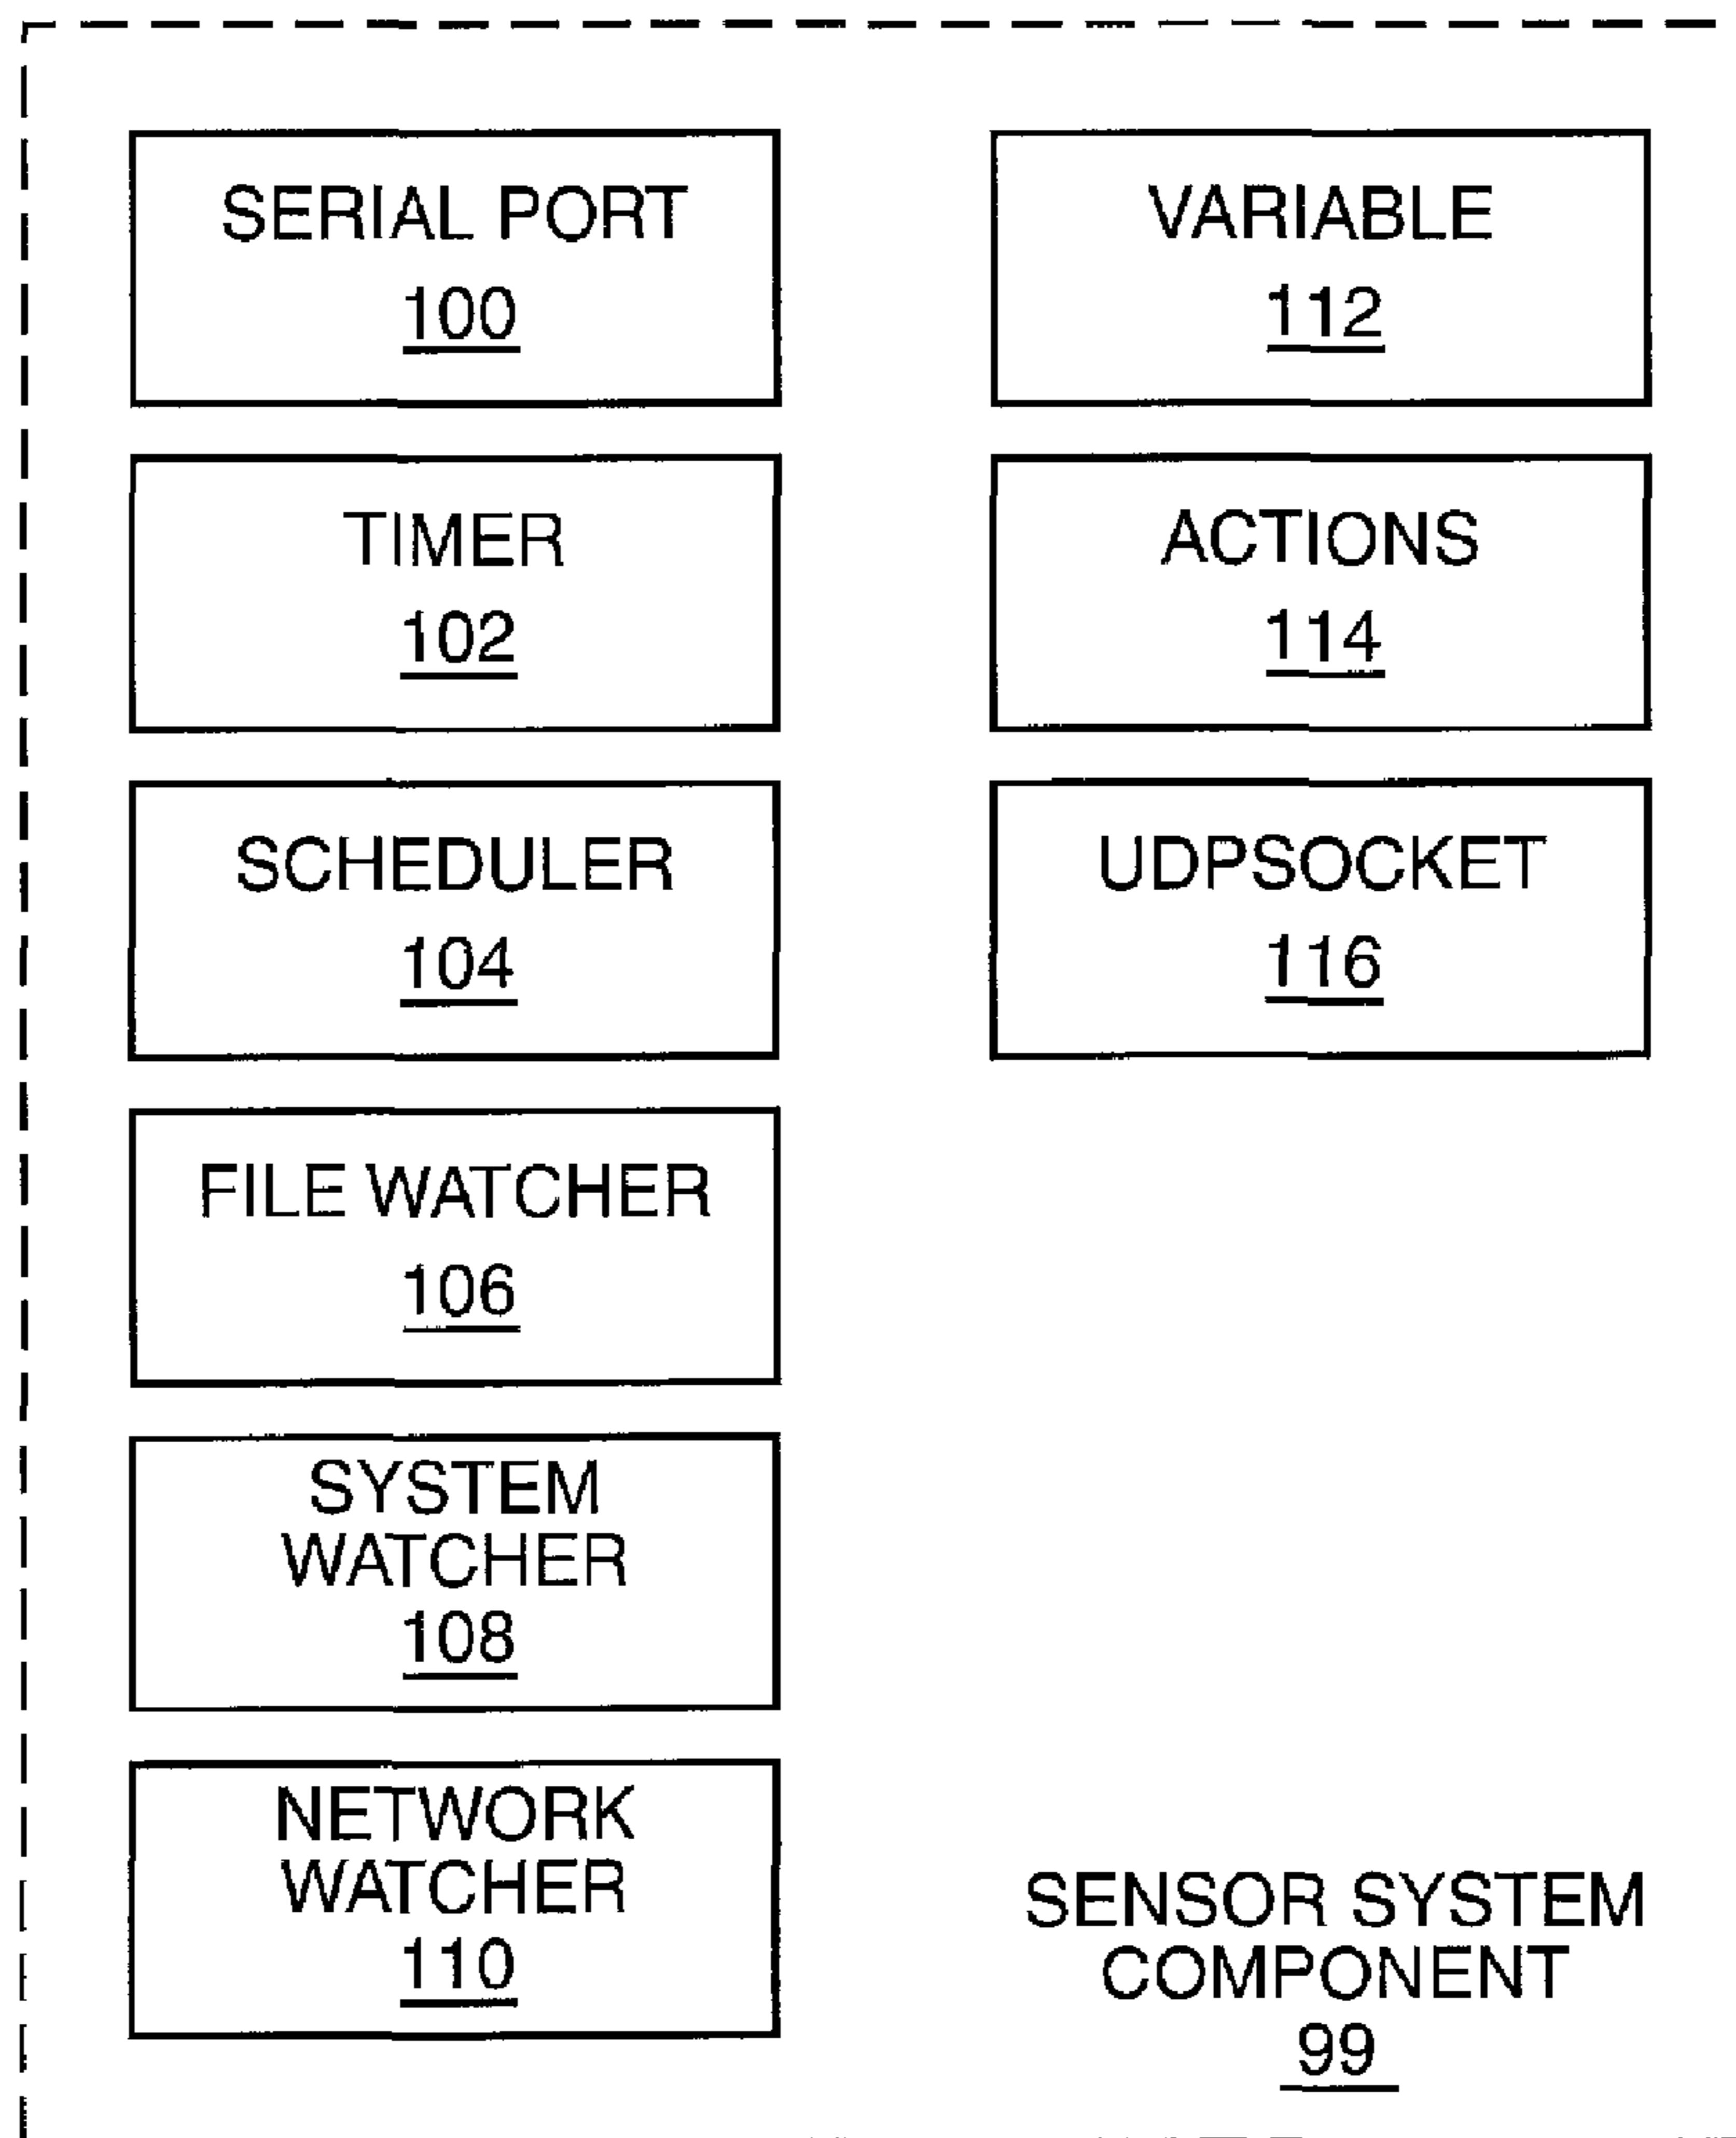 SERIAL PORT
100
TIMER
102
SCHEDULER
104
FILE WATCHER
106
SYSTEM
WATCHER
108
NETWORK
WATCHER
110
VARIABLE
112
ACTIONS
114
UDPSOCKET
116
SENSOR SYSTEM
COMPONENT
99